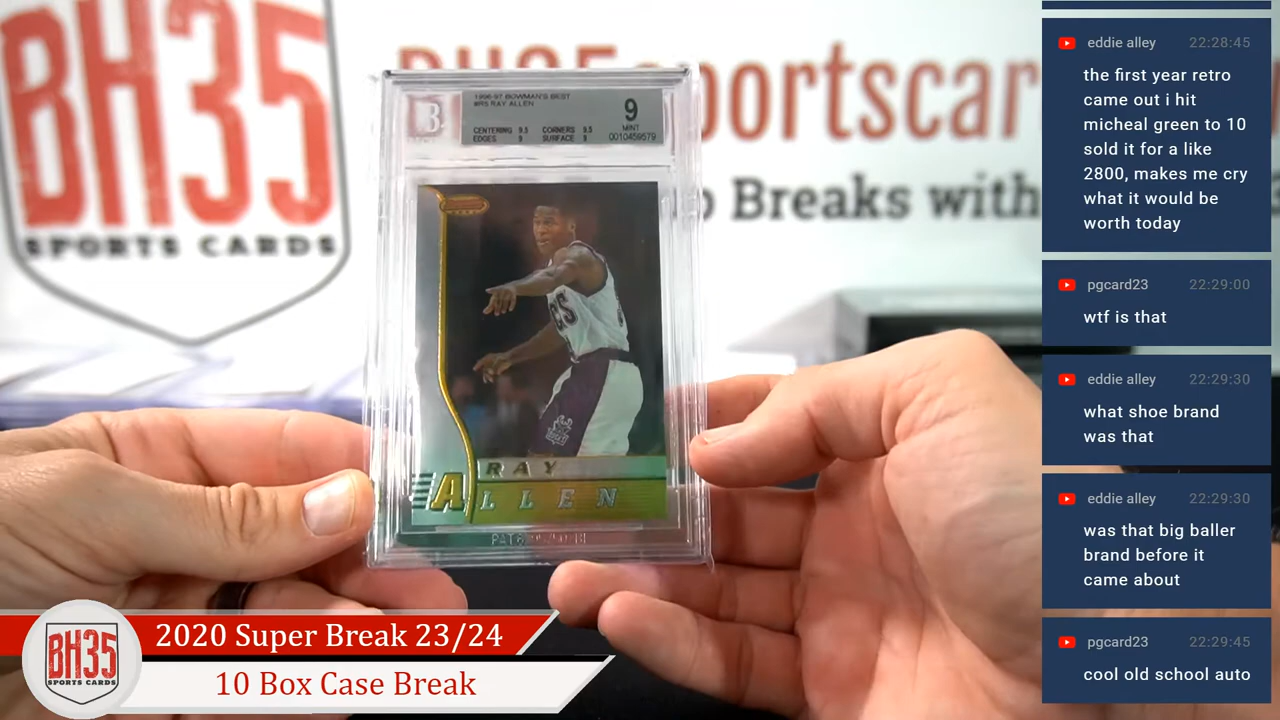 BH35
SPORTS CARDS
BH35sportscar
o Breaks with
1996-97 BOWMAN'S BEST
#R5 RAY ALLEN
CENTERING 9.5 CORNERS 9.5
EDGES 9 SURFACE 9
9
MINT
0010459579
B
RAY
ALLEN
BH35
SPORTS CARDS
2020 Super Break 23/24
10 Box Case Break
eddie alley 22:28:45
the first year retro
came out i hit
micheal green to 10
sold it for a like
2800, makes me cry
what it would be
worth today
pgcard23 22:29:00
wtf is that
eddie alley 22:29:30
what shoe brand
was that
eddie alley 22:29:30
was that big baller
brand before it
came about
pgcard23 22:29:45
cool old school auto